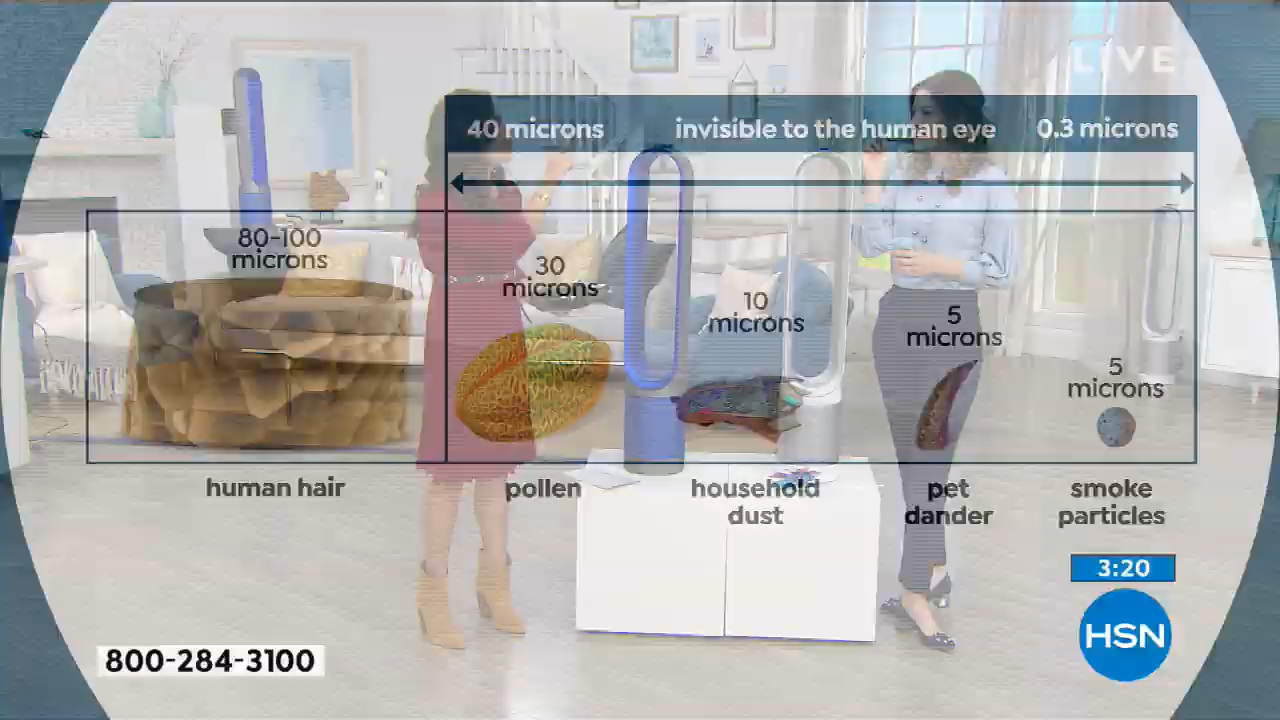 LIVE
40 microns invisible to the human eye 0.3 microns
80-100
microns
30
microns
10
microns
5
microns
5
microns
human hair
pollen
household
dust
pet
dander
smoke
particles
3:20
HSN
800-284-3100